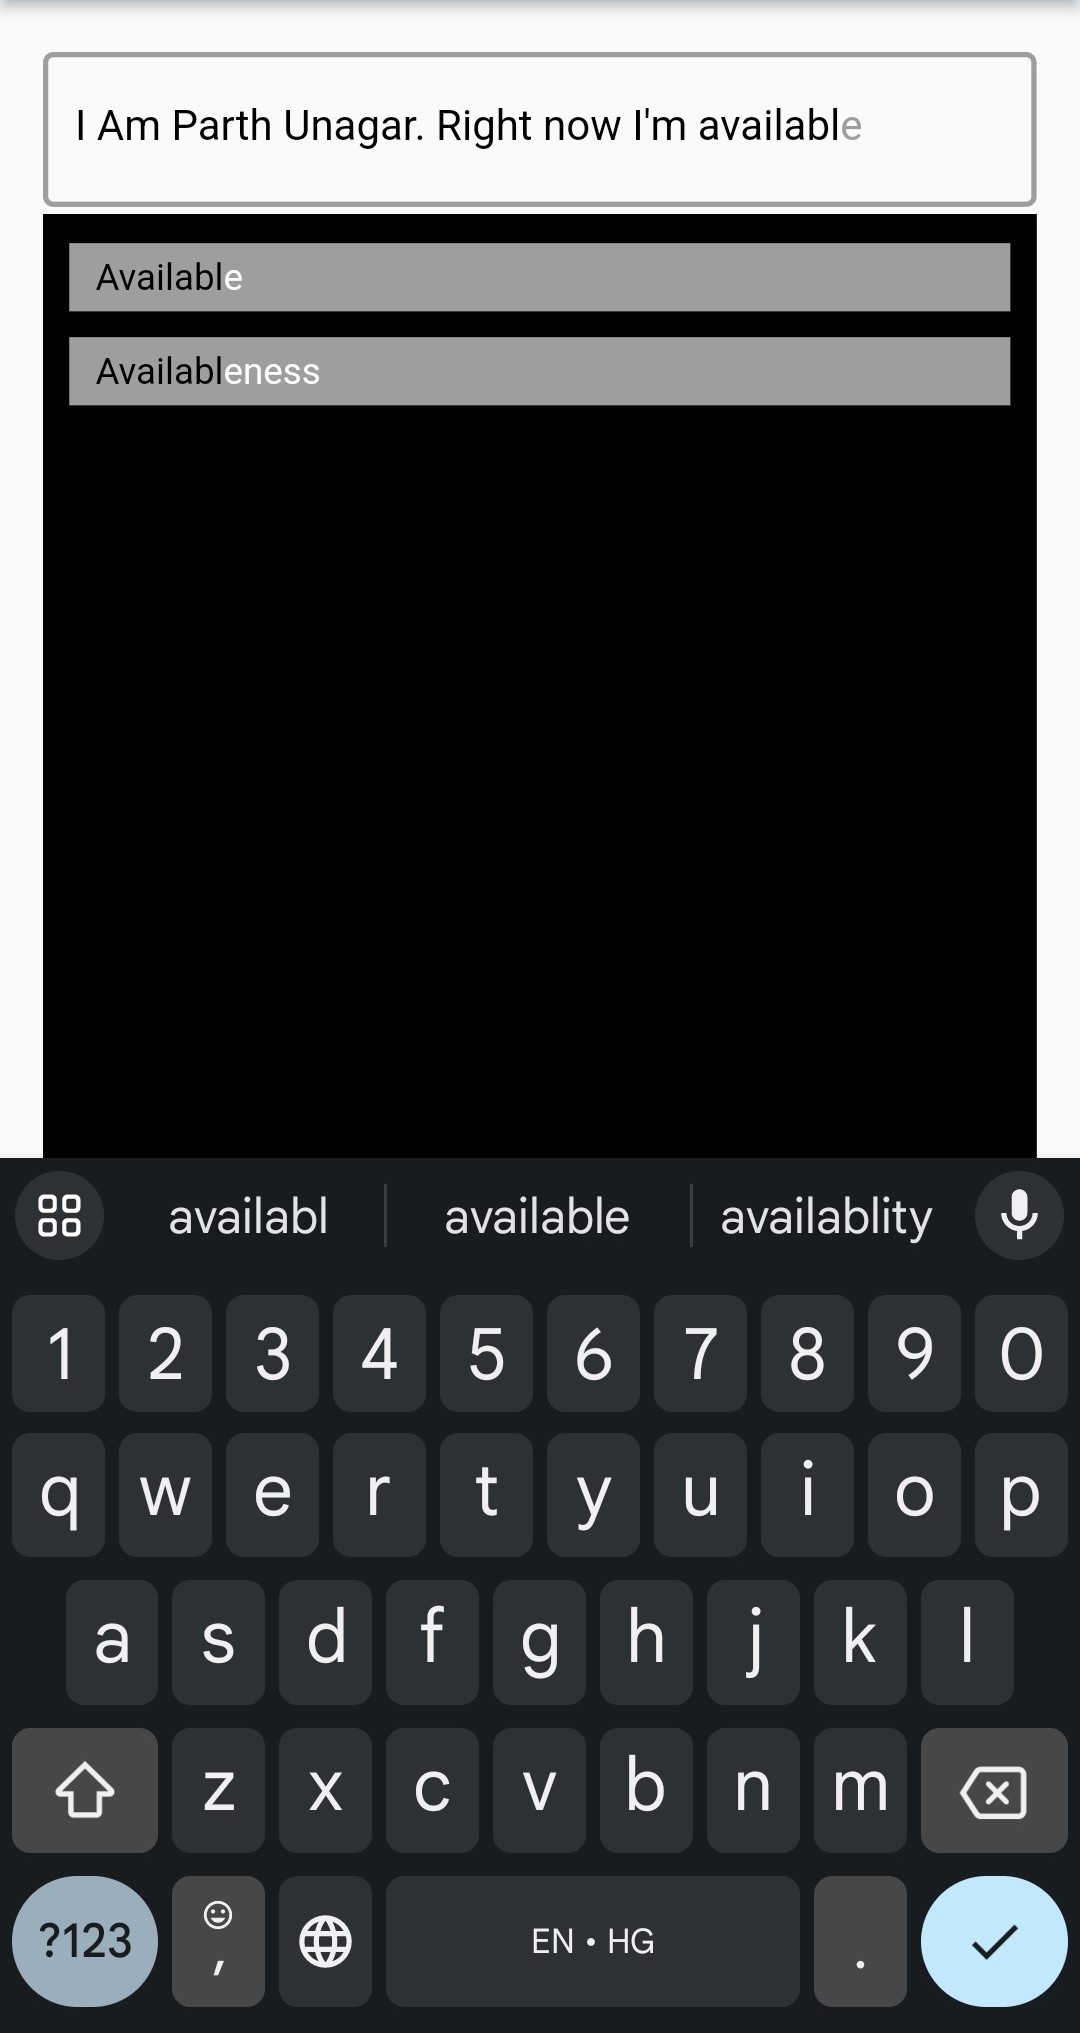 I Am Parth Unagar. Right now I'm available
Available
Availableness
availabl available availablity
1 2 3 4 5 6 7 8 9 0
q w e r t y u i o p
a s d f g h j k l
z x c v b n m
?123 , EN • HG .